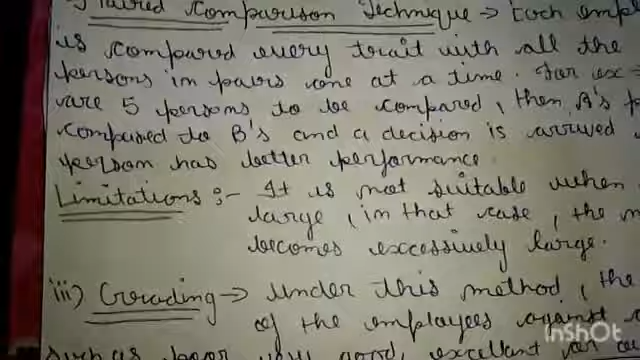 Paired Comparison Technique → Each
is compared every trait with all the
persons in pairs one at a time. For ex
are 5 persons to be compared, then A's
compared to B's and a decision is arrived
person has better performance.
Limitations :- It is not suitable when
large, in that case, the
becomes excessively large.
iii) Grading → Under this method, the
of the employees against
such as poor, very good, excellent or
InShOt